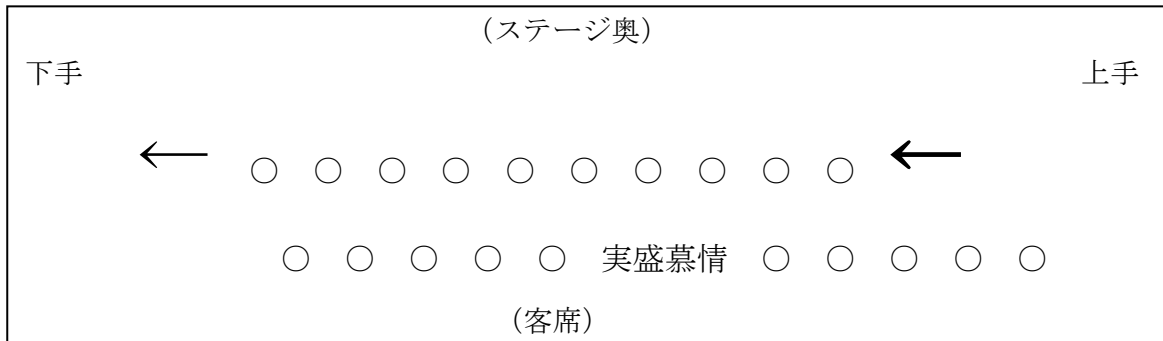 （ステージ奥）
下手 上手
← ○ ○ ○ ○ ○ ○ ○ ○ ○ ○ ←
○ ○ ○ ○ ○ 実盛慕情 ○ ○ ○ ○ ○
（客席）